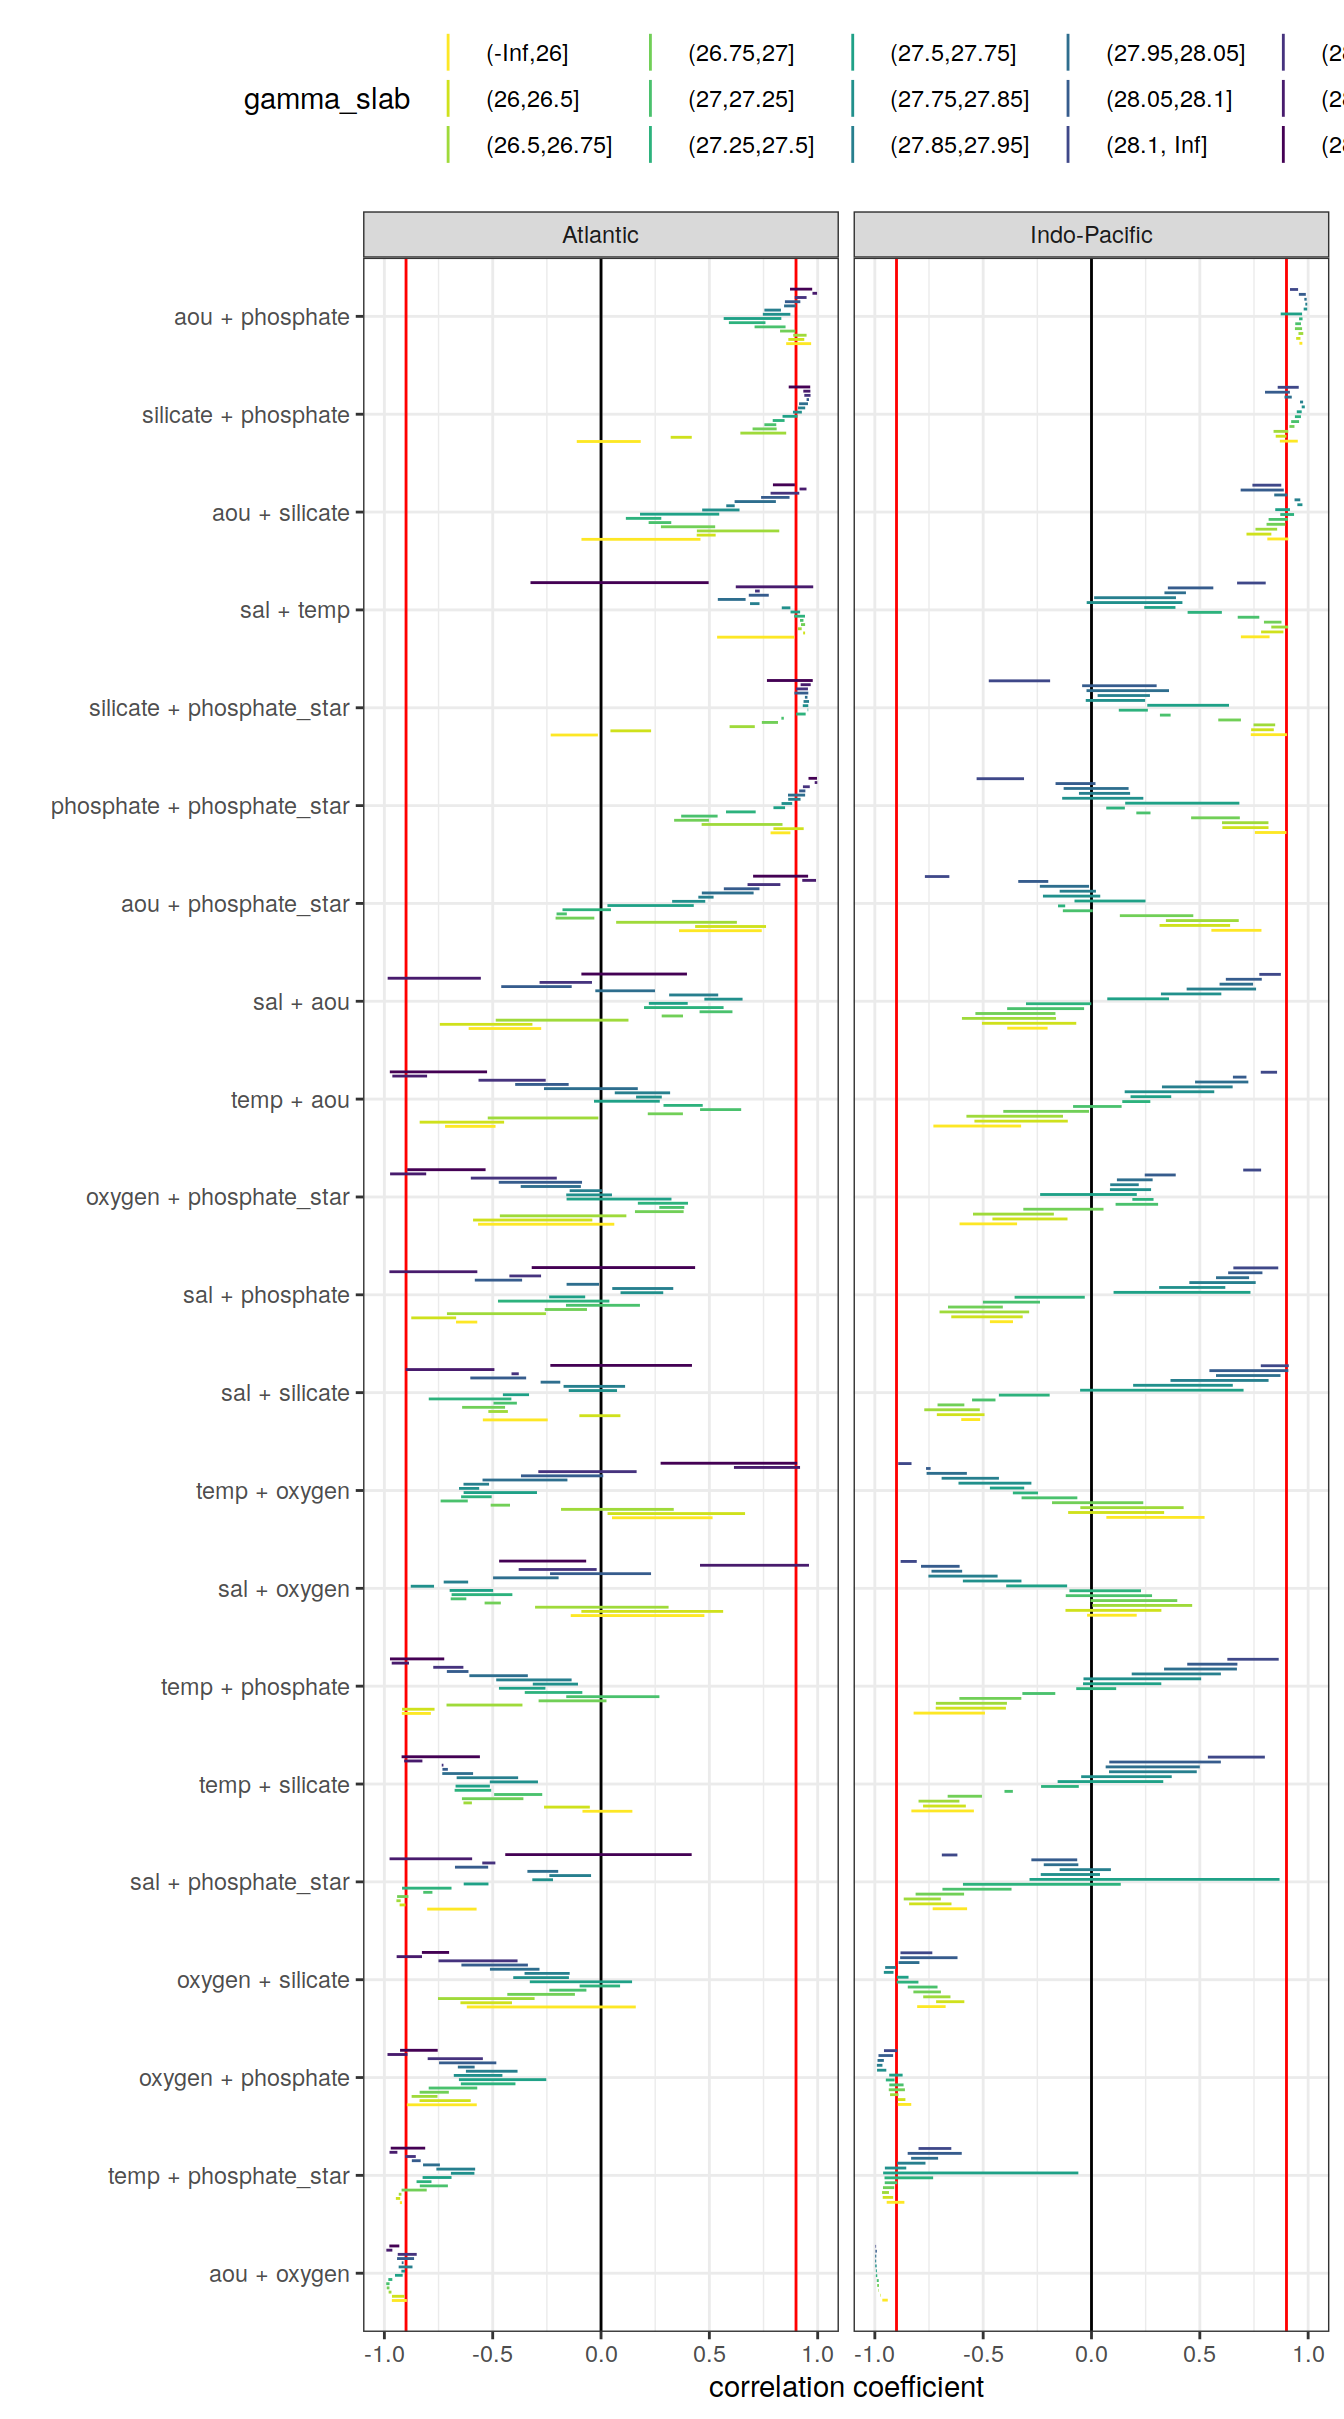 (-Inf,26] (26.75,27] (27.5,27.75] (27.95,28.05] (2
gamma_slab (26,26.5] (27,27.25] (27.75,27.85] (28.05,28.1] (2
(26.5,26.75] (27.25,27.5] (27.85,27.95] (28.1, Inf] (2
Atlantic Indo-Pacific
aou + phosphate
silicate + phosphate
aou + silicate
sal + temp
silicate + phosphate_star
phosphate + phosphate_star
aou + phosphate_star
sal + aou
temp + aou
oxygen + phosphate_star
sal + phosphate
sal + silicate
temp + oxygen
sal + oxygen
temp + phosphate
temp + silicate
sal + phosphate_star
oxygen + silicate
oxygen + phosphate
temp + phosphate_star
aou + oxygen
-1.0 -0.5 0.0 0.5 1.0 -1.0 -0.5 0.0 0.5 1.0
correlation coefficient